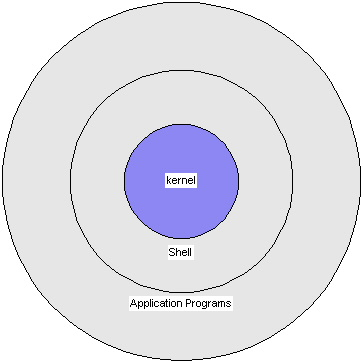 kernel
Shell
Application Programs